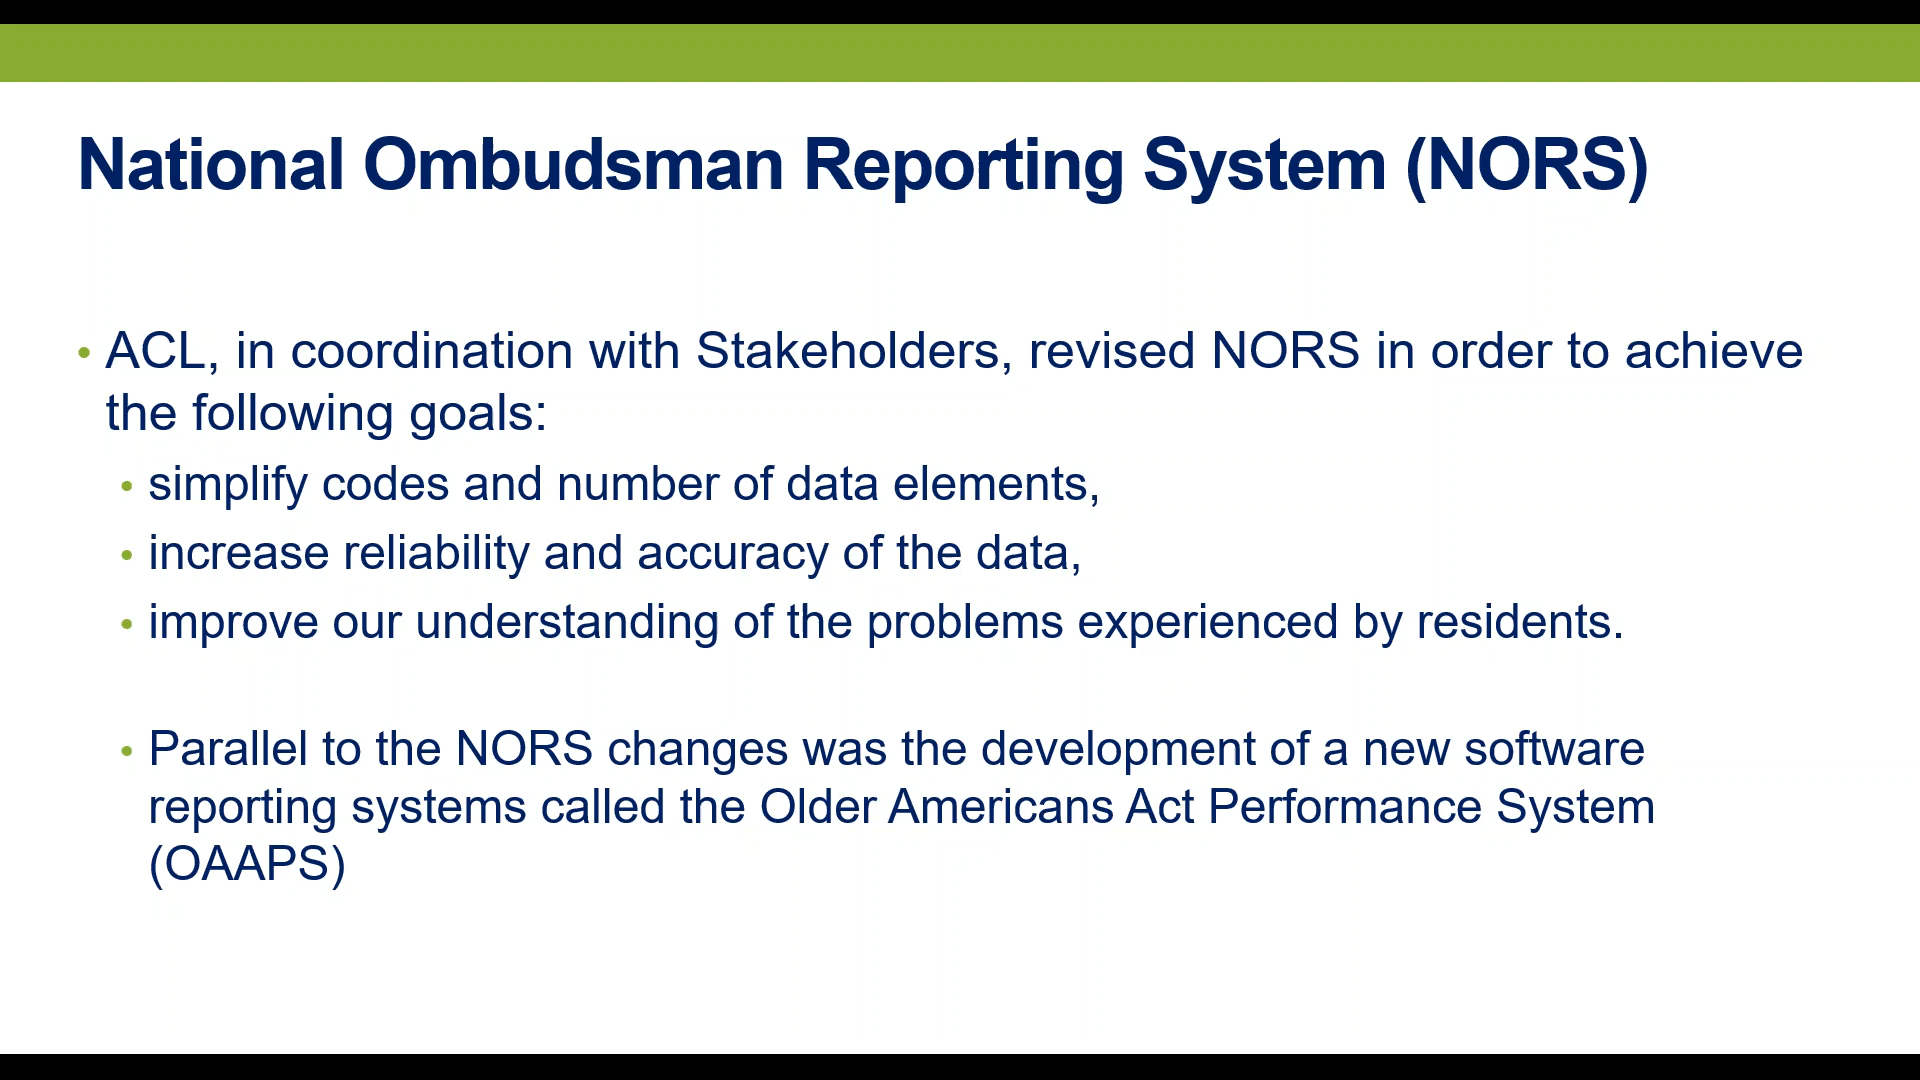 National Ombudsman Reporting System (NORS)
• ACL, in coordination with Stakeholders, revised NORS in order to achieve
the following goals:
• simplify codes and number of data elements,
• increase reliability and accuracy of the data,
• improve our understanding of the problems experienced by residents.
• Parallel to the NORS changes was the development of a new software
reporting systems called the Older Americans Act Performance System
(OAAPS)